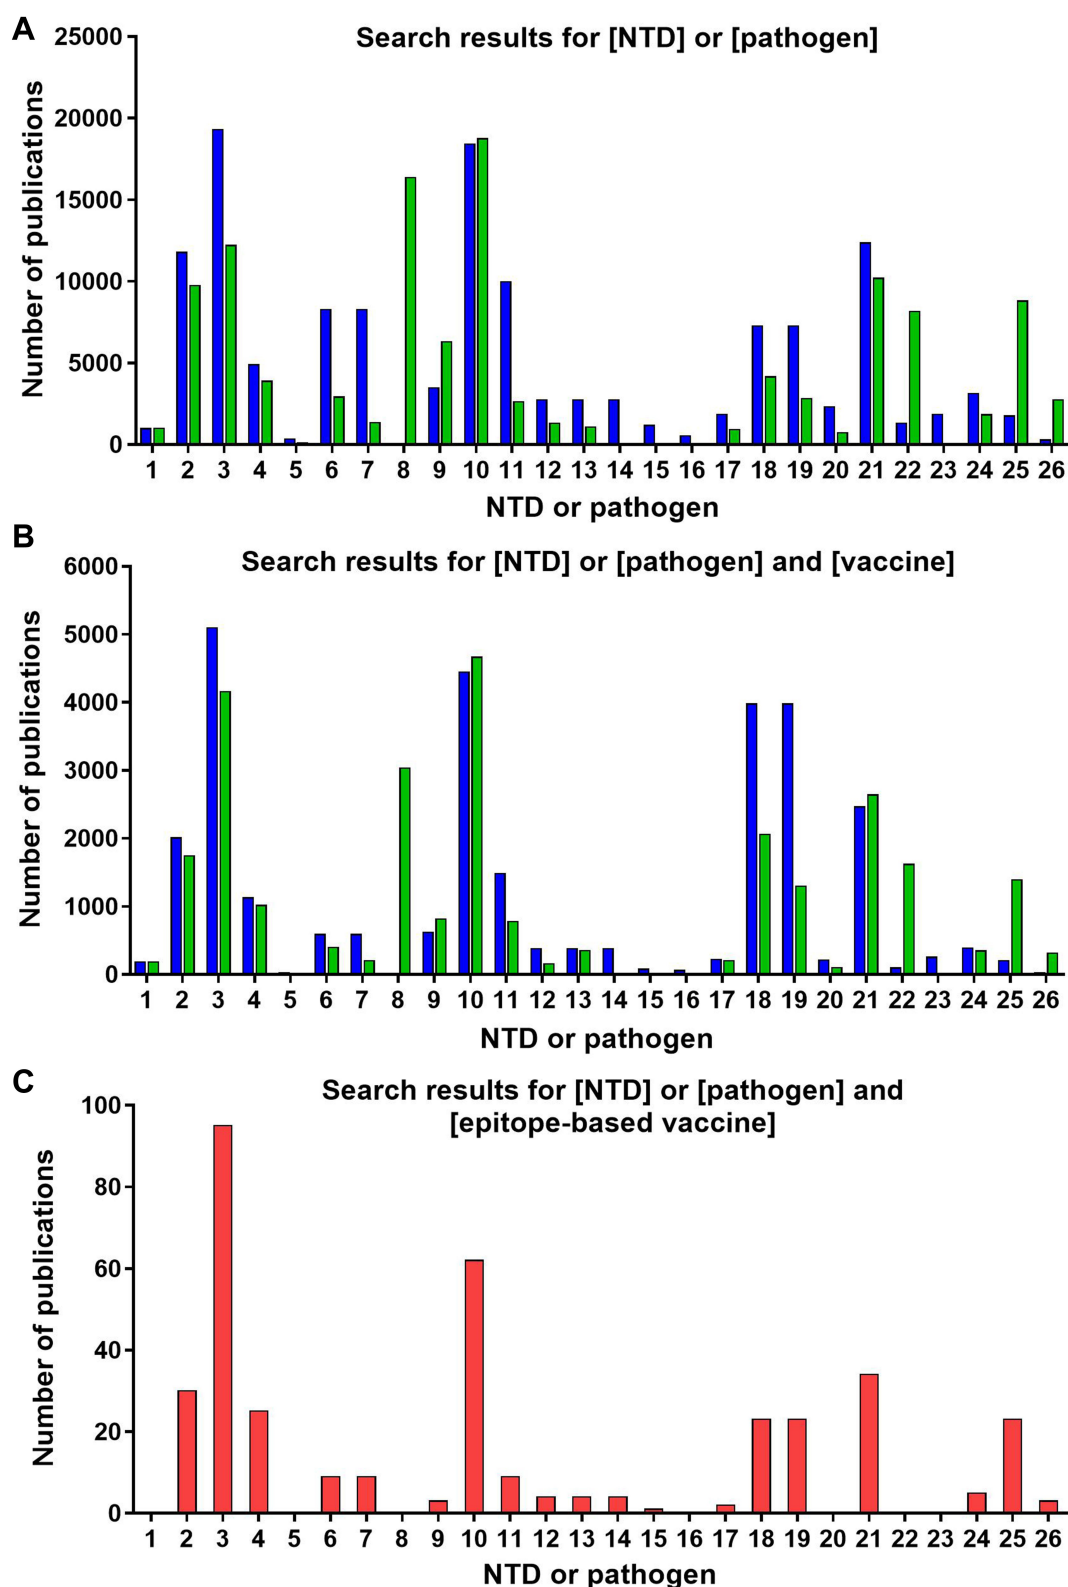 A
Search results for [NTD] or [pathogen]
Number of publications
25000
20000
15000
10000
5000
0
1 2 3 4 5 6 7 8 9 10 11 12 13 14 15 16 17 18 19 20 21 22 23 24 25 26
NTD or pathogen
B
Search results for [NTD] or [pathogen] and [vaccine]
Number of publications
6000
5000
4000
3000
2000
1000
0
1 2 3 4 5 6 7 8 9 10 11 12 13 14 15 16 17 18 19 20 21 22 23 24 25 26
NTD or pathogen
C
Search results for [NTD] or [pathogen] and
[epitope-based vaccine]
Number of publications
100
80
60
40
20
0
1 2 3 4 5 6 7 8 9 10 11 12 13 14 15 16 17 18 19 20 21 22 23 24 25 26
NTD or pathogen